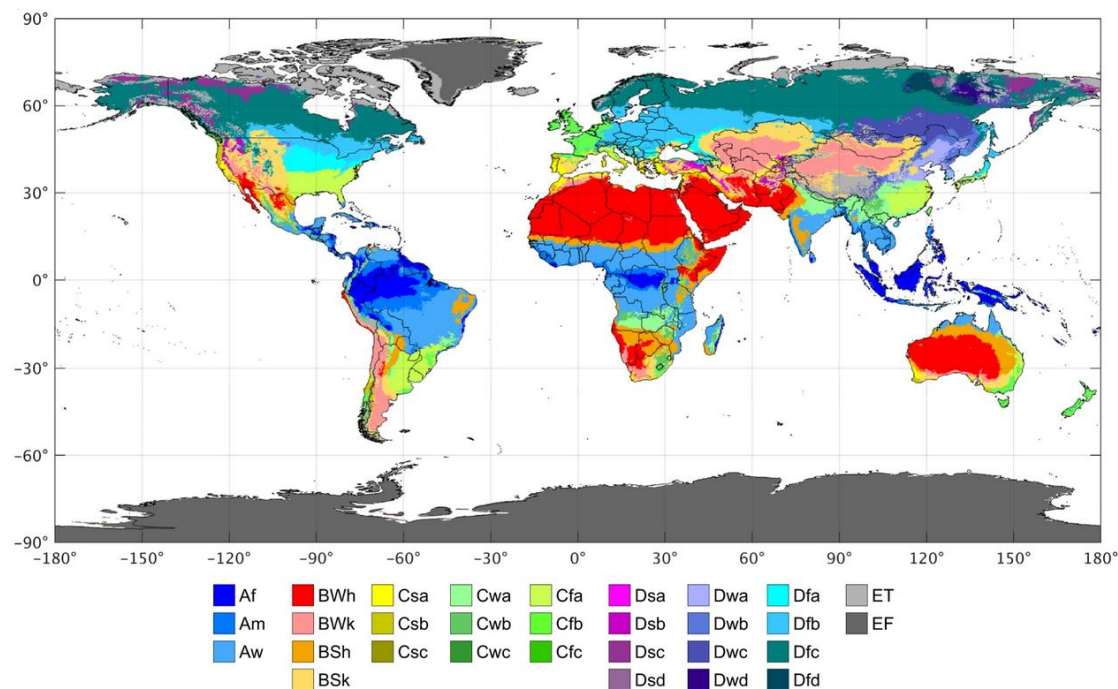 90°
60°
30°
0°
−30°
−60°
−90°
−180° −150° −120° −90° −60° −30° 0° 30° 60° 90° 120° 150° 180°
Af BWh Csa Cwa Cfa Dsa Dwa Dfa ET
Am BWk Csb Cwb Cfb Dsb Dwb Dfb EF
Aw BSh Csc Cwc Cfc Dsc Dwc Dfc
BSk Dsd Dwd Dfd